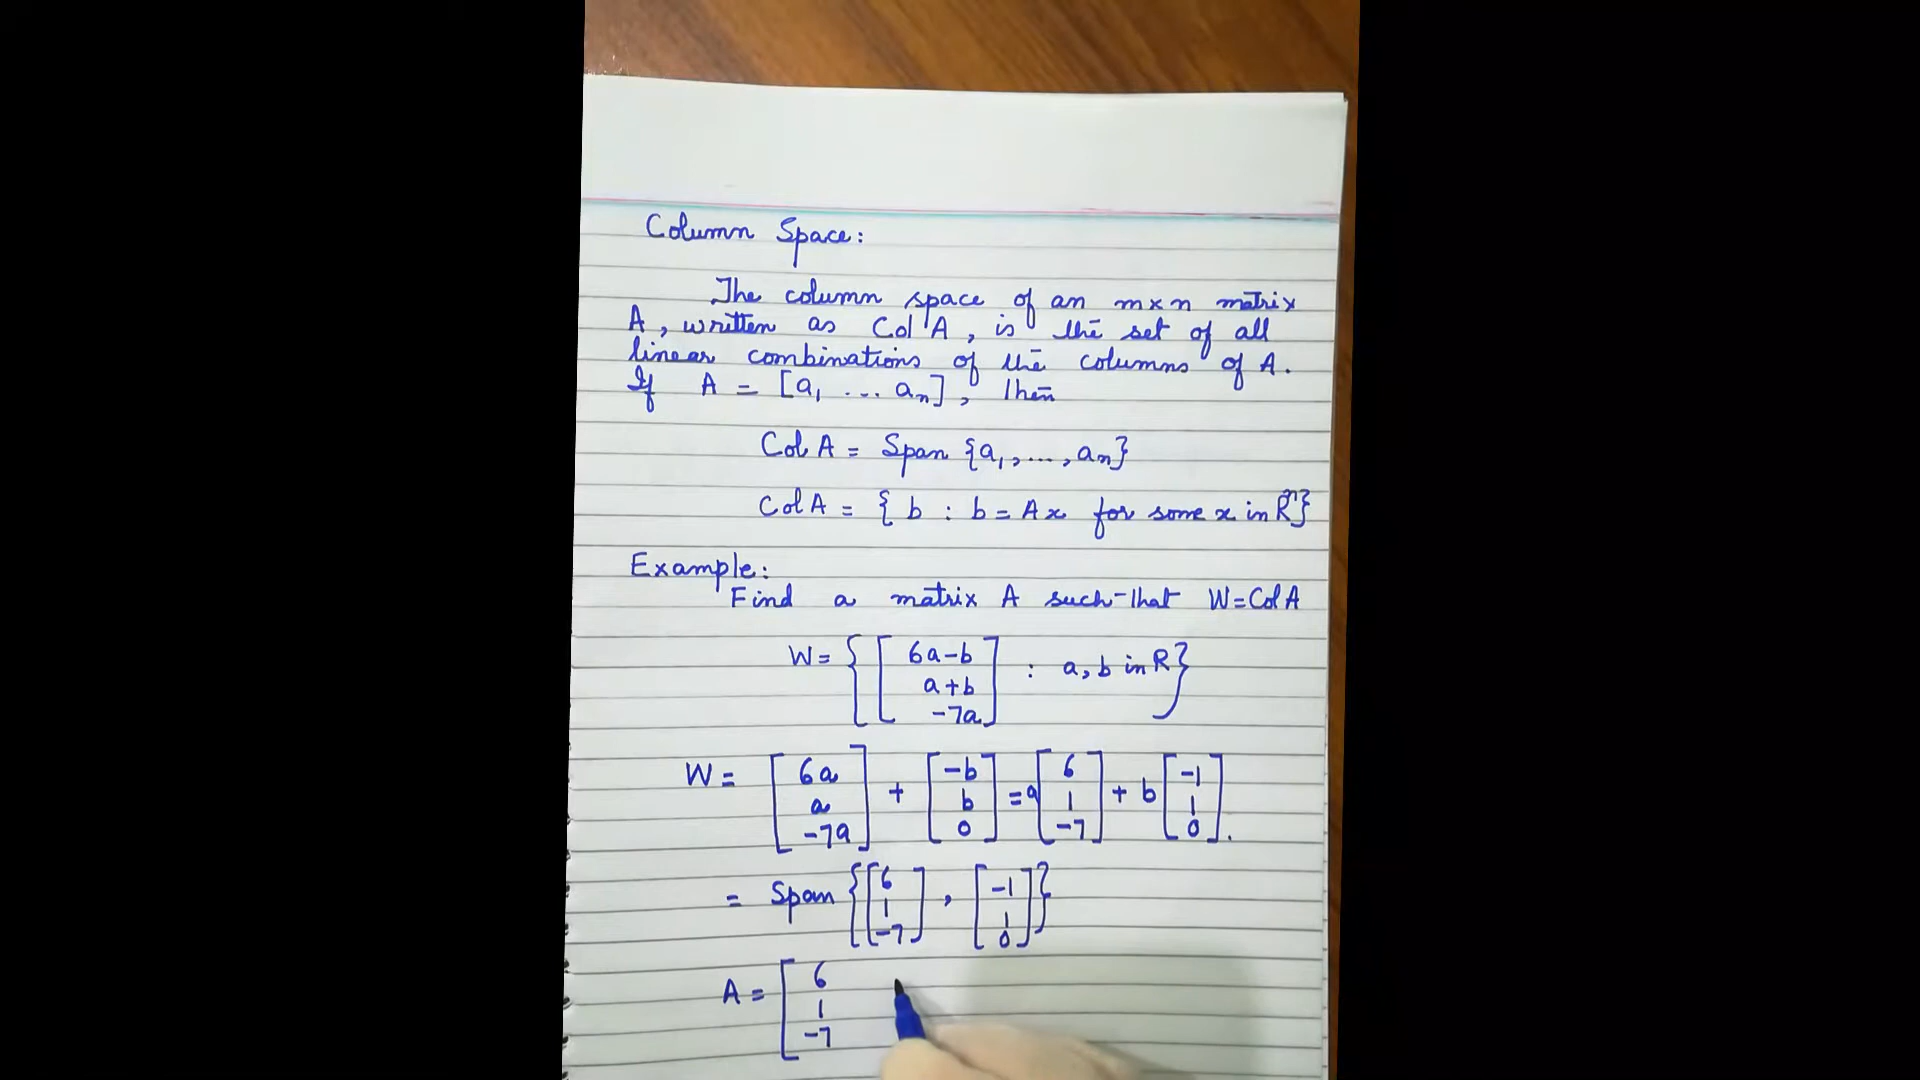 Column Space:
The column space of an m×n matrix
A, written as Col A, is the set of all
linear combinations of the columns of A.
If A = [a₁ ... aₙ], then
Col A = Span {a₁, ..., aₙ}
Col A = { b : b = Ax for some x in Rⁿ}
Example:
Find a matrix A such that W=Col A
W = { [ 6a-b
a+b
-7a ] : a, b in R }
W = [ 6a
a
-7a ] + [ -b
b
0 ] = a [ 6
1
-7 ] + b [ -1
1
0 ].
= Span { [ 6
1
-7 ] , [ -1
1
0 ] }
A = [ 6
1
-7